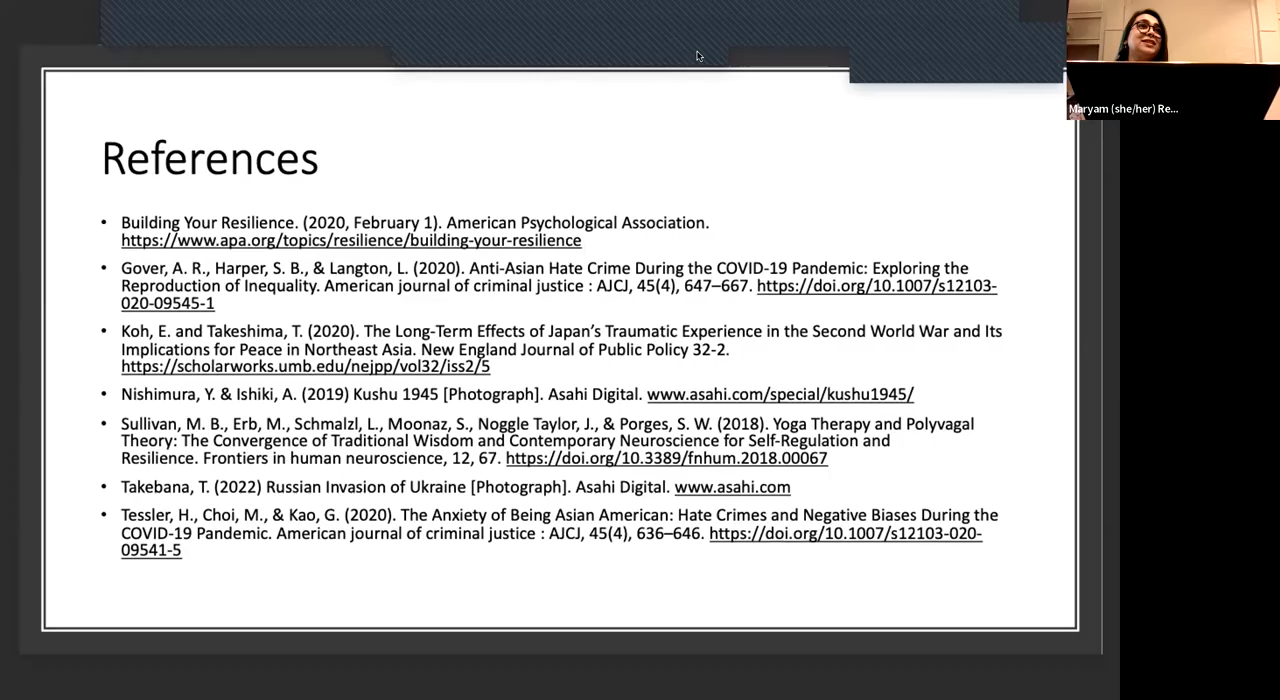 Maryam (she/her) Re...
References
• Building Your Resilience. (2020, February 1). American Psychological Association.
https://www.apa.org/topics/resilience/building-your-resilience
• Gover, A. R., Harper, S. B., & Langton, L. (2020). Anti-Asian Hate Crime During the COVID-19 Pandemic: Exploring the
Reproduction of Inequality. American journal of criminal justice : AJCJ, 45(4), 647–667. https://doi.org/10.1007/s12103-
020-09545-1
• Koh, E. and Takeshima, T. (2020). The Long-Term Effects of Japan’s Traumatic Experience in the Second World War and Its
Implications for Peace in Northeast Asia. New England Journal of Public Policy 32-2.
https://scholarworks.umb.edu/nejpp/vol32/iss2/5
• Nishimura, Y. & Ishiki, A. (2019) Kushu 1945 [Photograph]. Asahi Digital. www.asahi.com/special/kushu1945/
• Sullivan, M. B., Erb, M., Schmalzl, L., Moonaz, S., Noggle Taylor, J., & Porges, S. W. (2018). Yoga Therapy and Polyvagal
Theory: The Convergence of Traditional Wisdom and Contemporary Neuroscience for Self-Regulation and
Resilience. Frontiers in human neuroscience, 12, 67. https://doi.org/10.3389/fnhum.2018.00067
• Takebana, T. (2022) Russian Invasion of Ukraine [Photograph]. Asahi Digital. www.asahi.com
• Tessler, H., Choi, M., & Kao, G. (2020). The Anxiety of Being Asian American: Hate Crimes and Negative Biases During the
COVID-19 Pandemic. American journal of criminal justice : AJCJ, 45(4), 636–646. https://doi.org/10.1007/s12103-020-
09541-5